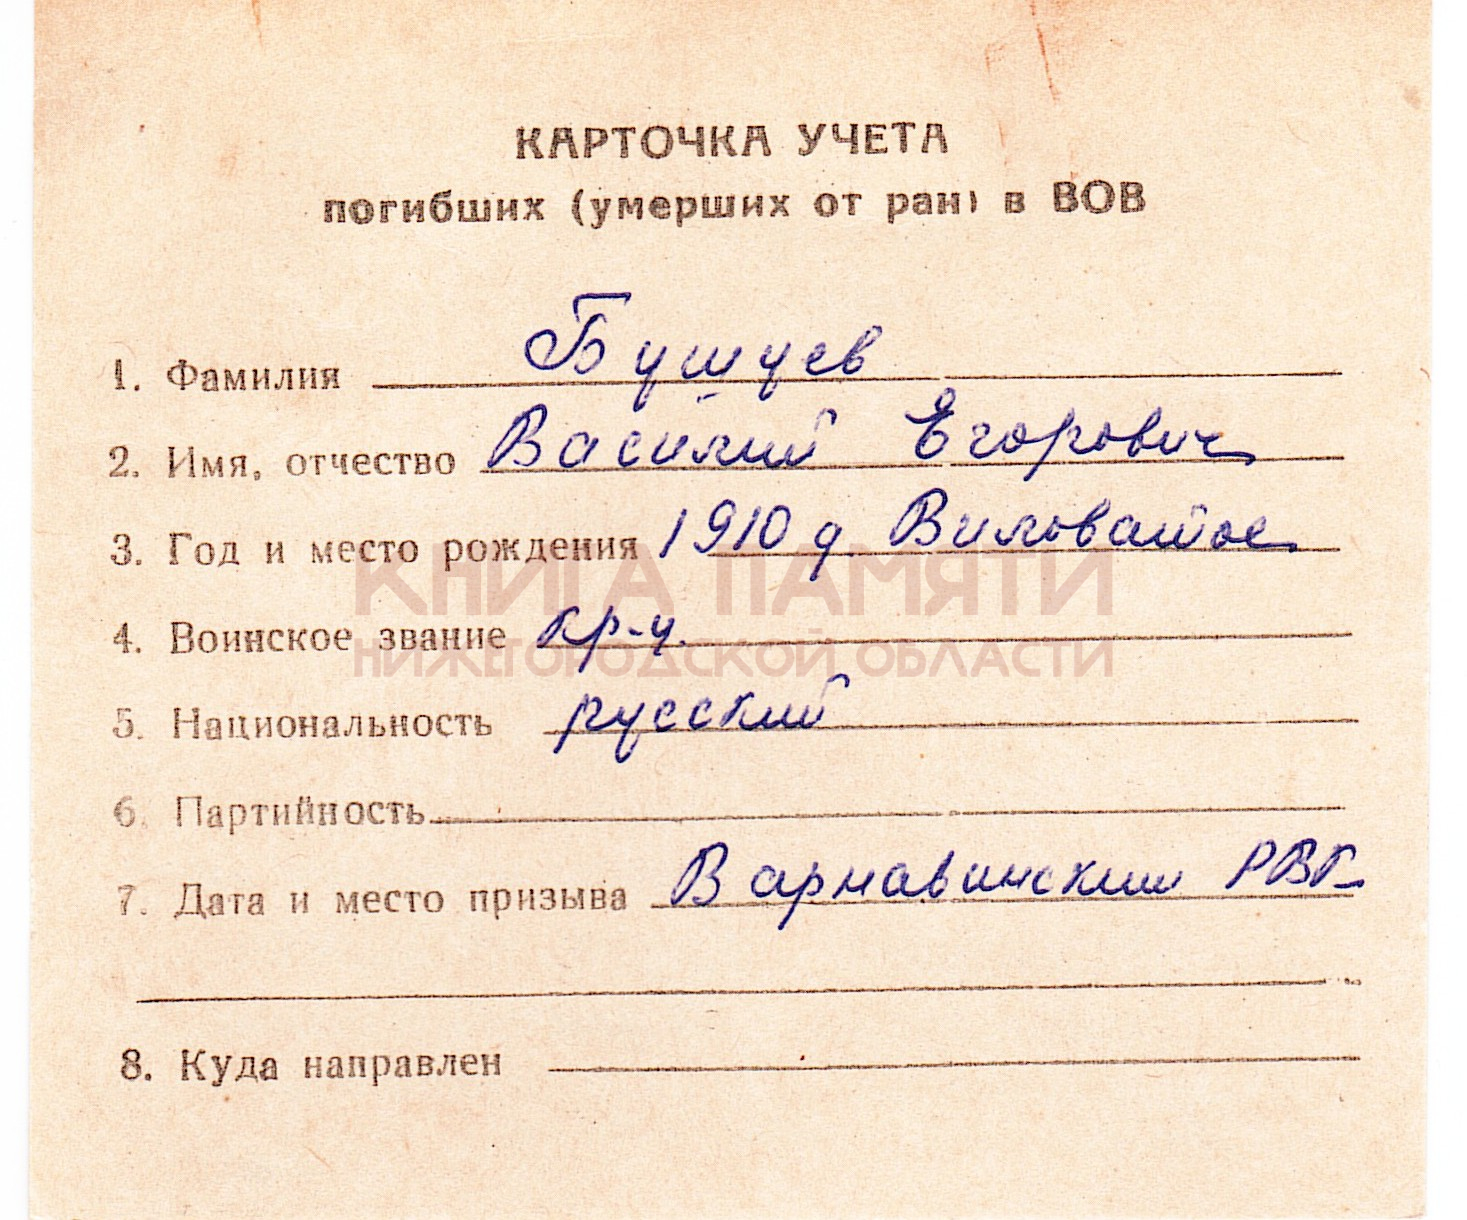 КАРТОЧКА УЧЕТА
погибших (умерших от ран) в ВОВ
1. Фамилия Бушуев
2. Имя, отчество Василий Егорович
3. Год и место рождения 1910 д. Виловатое
КНИГА ПАМЯТИ
4. Воинское звание кр-ц.
НИЖЕГОРОДСКОЙ ОБЛАСТИ
5. Национальность русский
6. Партийность
7. Дата и место призыва Варнавинский РВК
8. Куда направлен